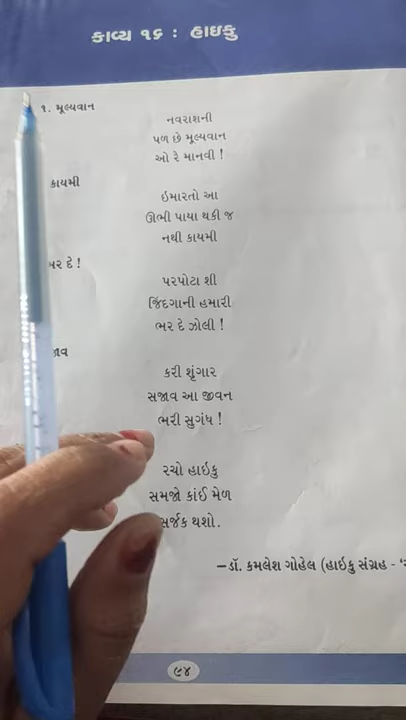 કાવ્ય ૧૬ : હાઇકુ
૧. મૂલ્યવાન
નવરાશની
પળ છે મૂલ્યવાન
ઓ રે માનવી !
કાયમી
ઇમારતો આ
ઊભી પાયા થકી જ
નથી કાયમી
ભર દે !
પરપોટા શી
જિંદગાની હમારી
ભર દે ઝોલી !
કરી શૃંગાર
સજાવ આ જીવન
ભરી સુગંધ !
રચો હાઇકુ
સમજો કાંઈ મેળ
સર્જક થશો.
–ડૉ. કમલેશ ગોહેલ (હાઇકુ સંગ્રહ -
૯૪